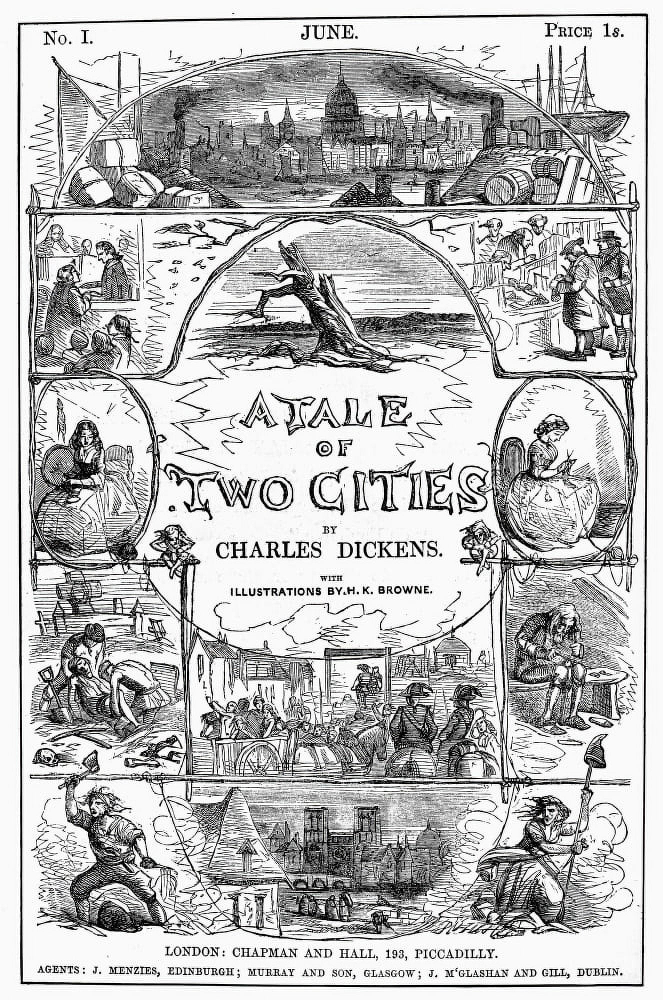 No. I. JUNE. PRICE 1s.
A TALE
OF
TWO CITIES
BY
CHARLES DICKENS.
WITH
ILLUSTRATIONS BY H. K. BROWNE.
LONDON: CHAPMAN AND HALL, 193, PICCADILLY.
AGENTS: J. MENZIES, EDINBURGH; MURRAY AND SON, GLASGOW; J. M‘GLASHAN AND GILL, DUBLIN.